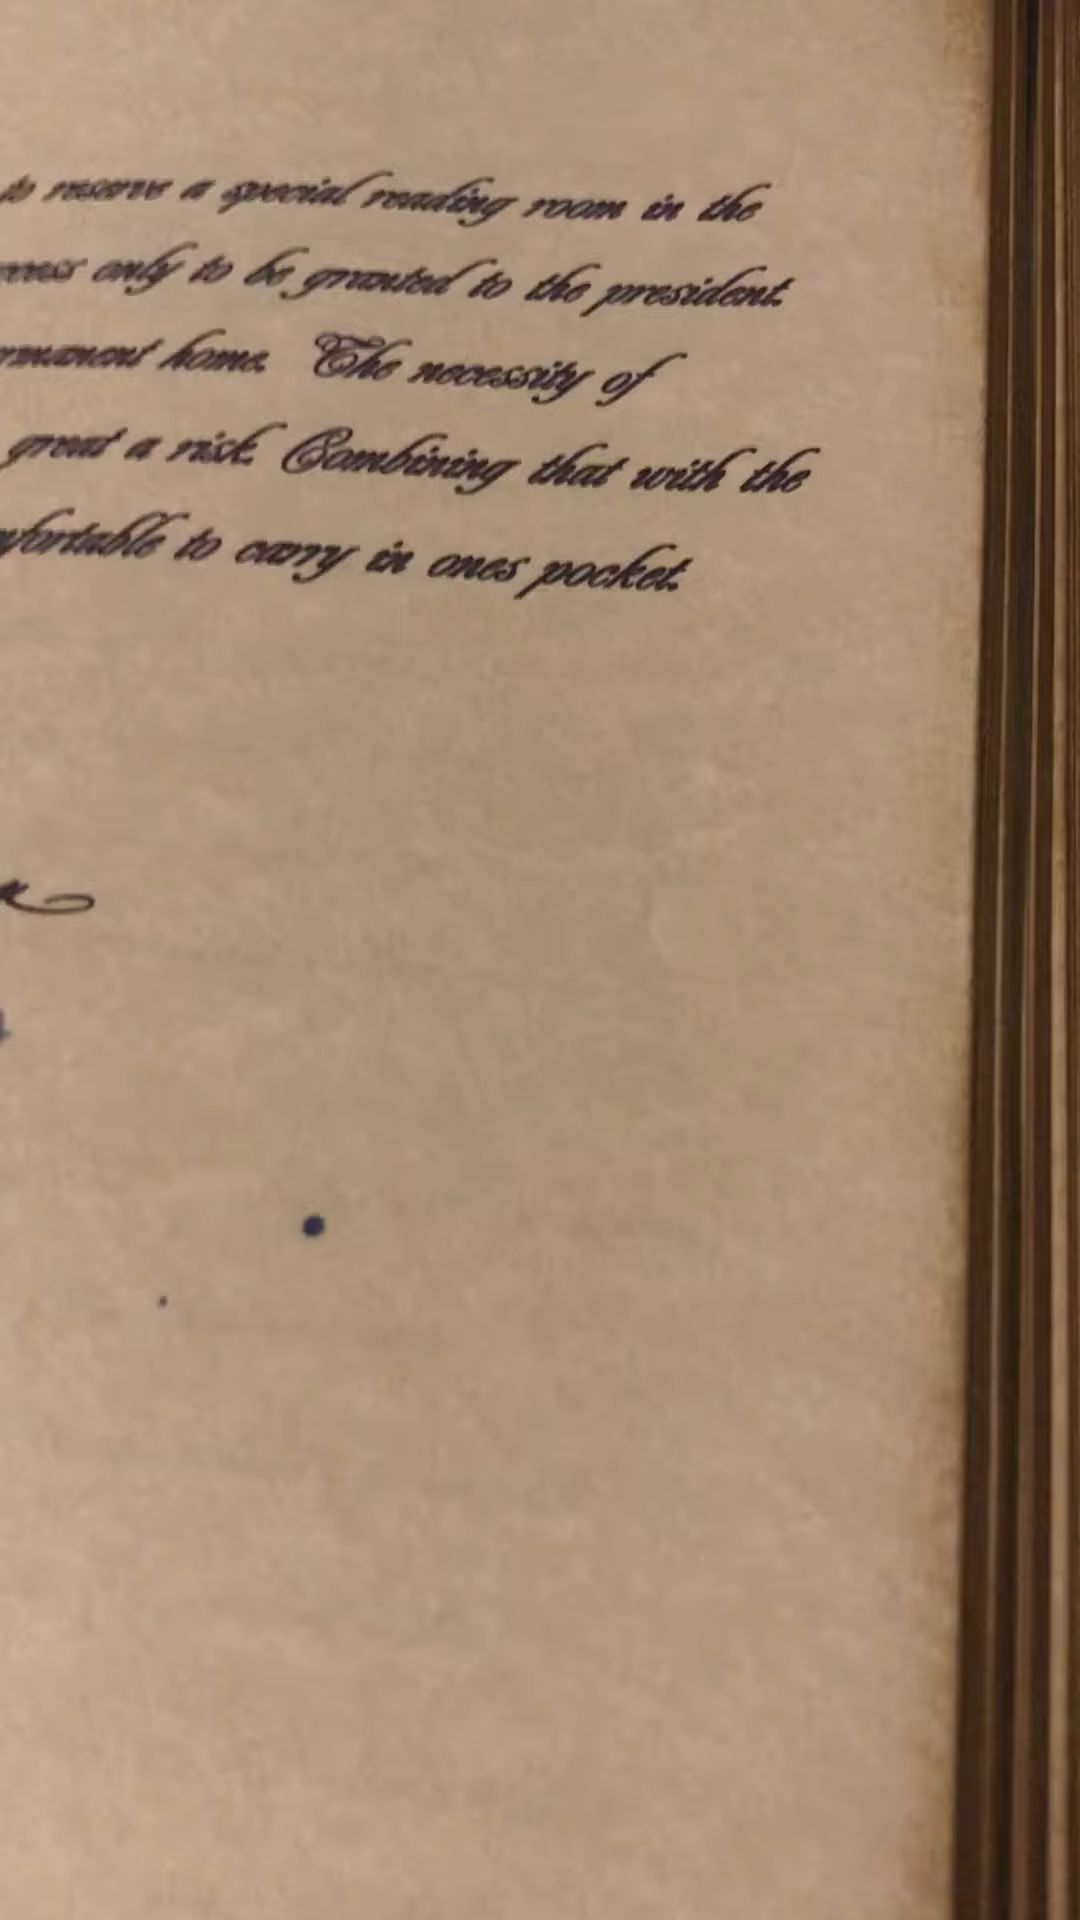 to reserve a special reading room in the
only to be granted to the president.
home. The necessity of
great a risk. Combining that with the
to carry in ones pocket.